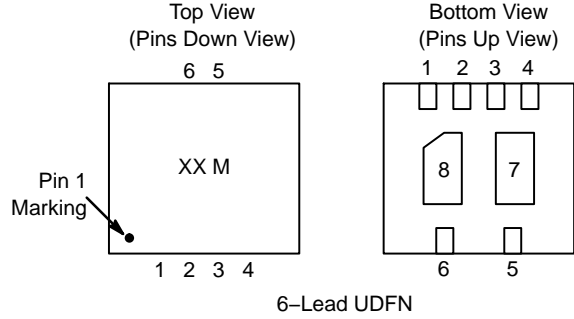 Top View
(Pins Down View)
6 5
XX M
Pin 1
Marking
1 2 3 4
Bottom View
(Pins Up View)
1 2 3 4
8 7
6 5
6–Lead UDFN